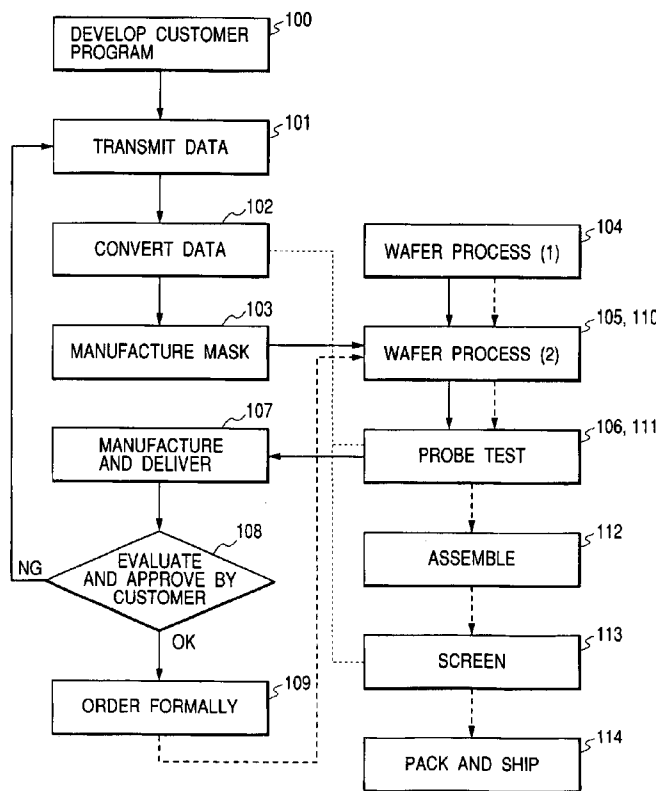 100
DEVELOP CUSTOMER
PROGRAM
101
TRANSMIT DATA
102
CONVERT DATA
103
MANUFACTURE MASK
104
WAFER PROCESS (1)
105, 110
WAFER PROCESS (2)
106, 111
PROBE TEST
107
MANUFACTURE
AND DELIVER
108
EVALUATE
AND APPROVE BY
CUSTOMER
NG
OK
109
ORDER FORMALLY
112
ASSEMBLE
113
SCREEN
114
PACK AND SHIP